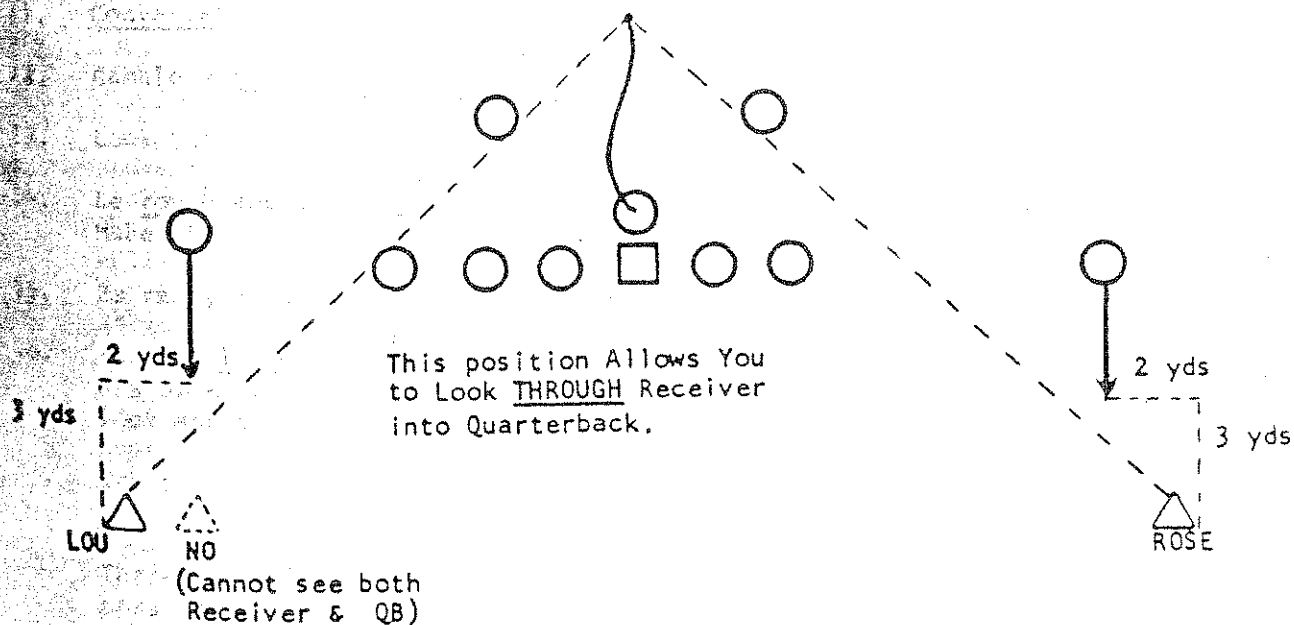 2 yds
3 yds
This position Allows You
to Look THROUGH Receiver
into Quarterback.
2 yds
3 yds
LOU
NO
(Cannot see both
Receiver & QB)
ROSE